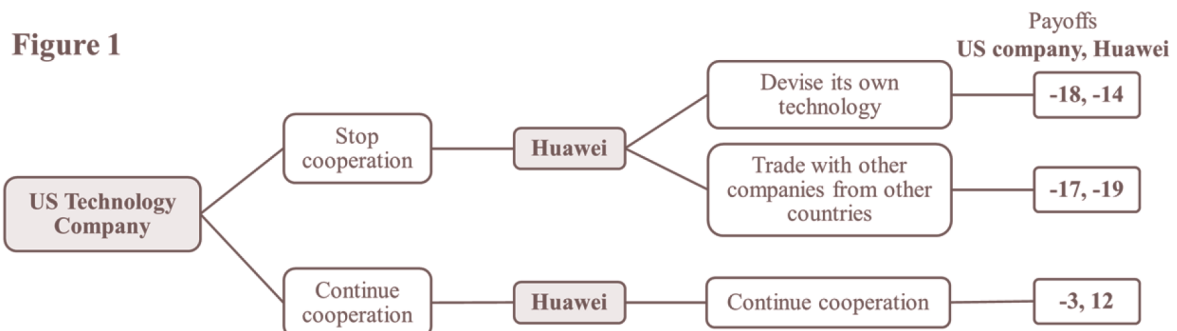 Figure 1
Payoffs
US company, Huawei
US Technology
Company
Stop
cooperation
Huawei
Devise its own
technology
-18, -14
Trade with other
companies from other
countries
-17, -19
Continue
cooperation
Huawei
Continue cooperation
-3, 12